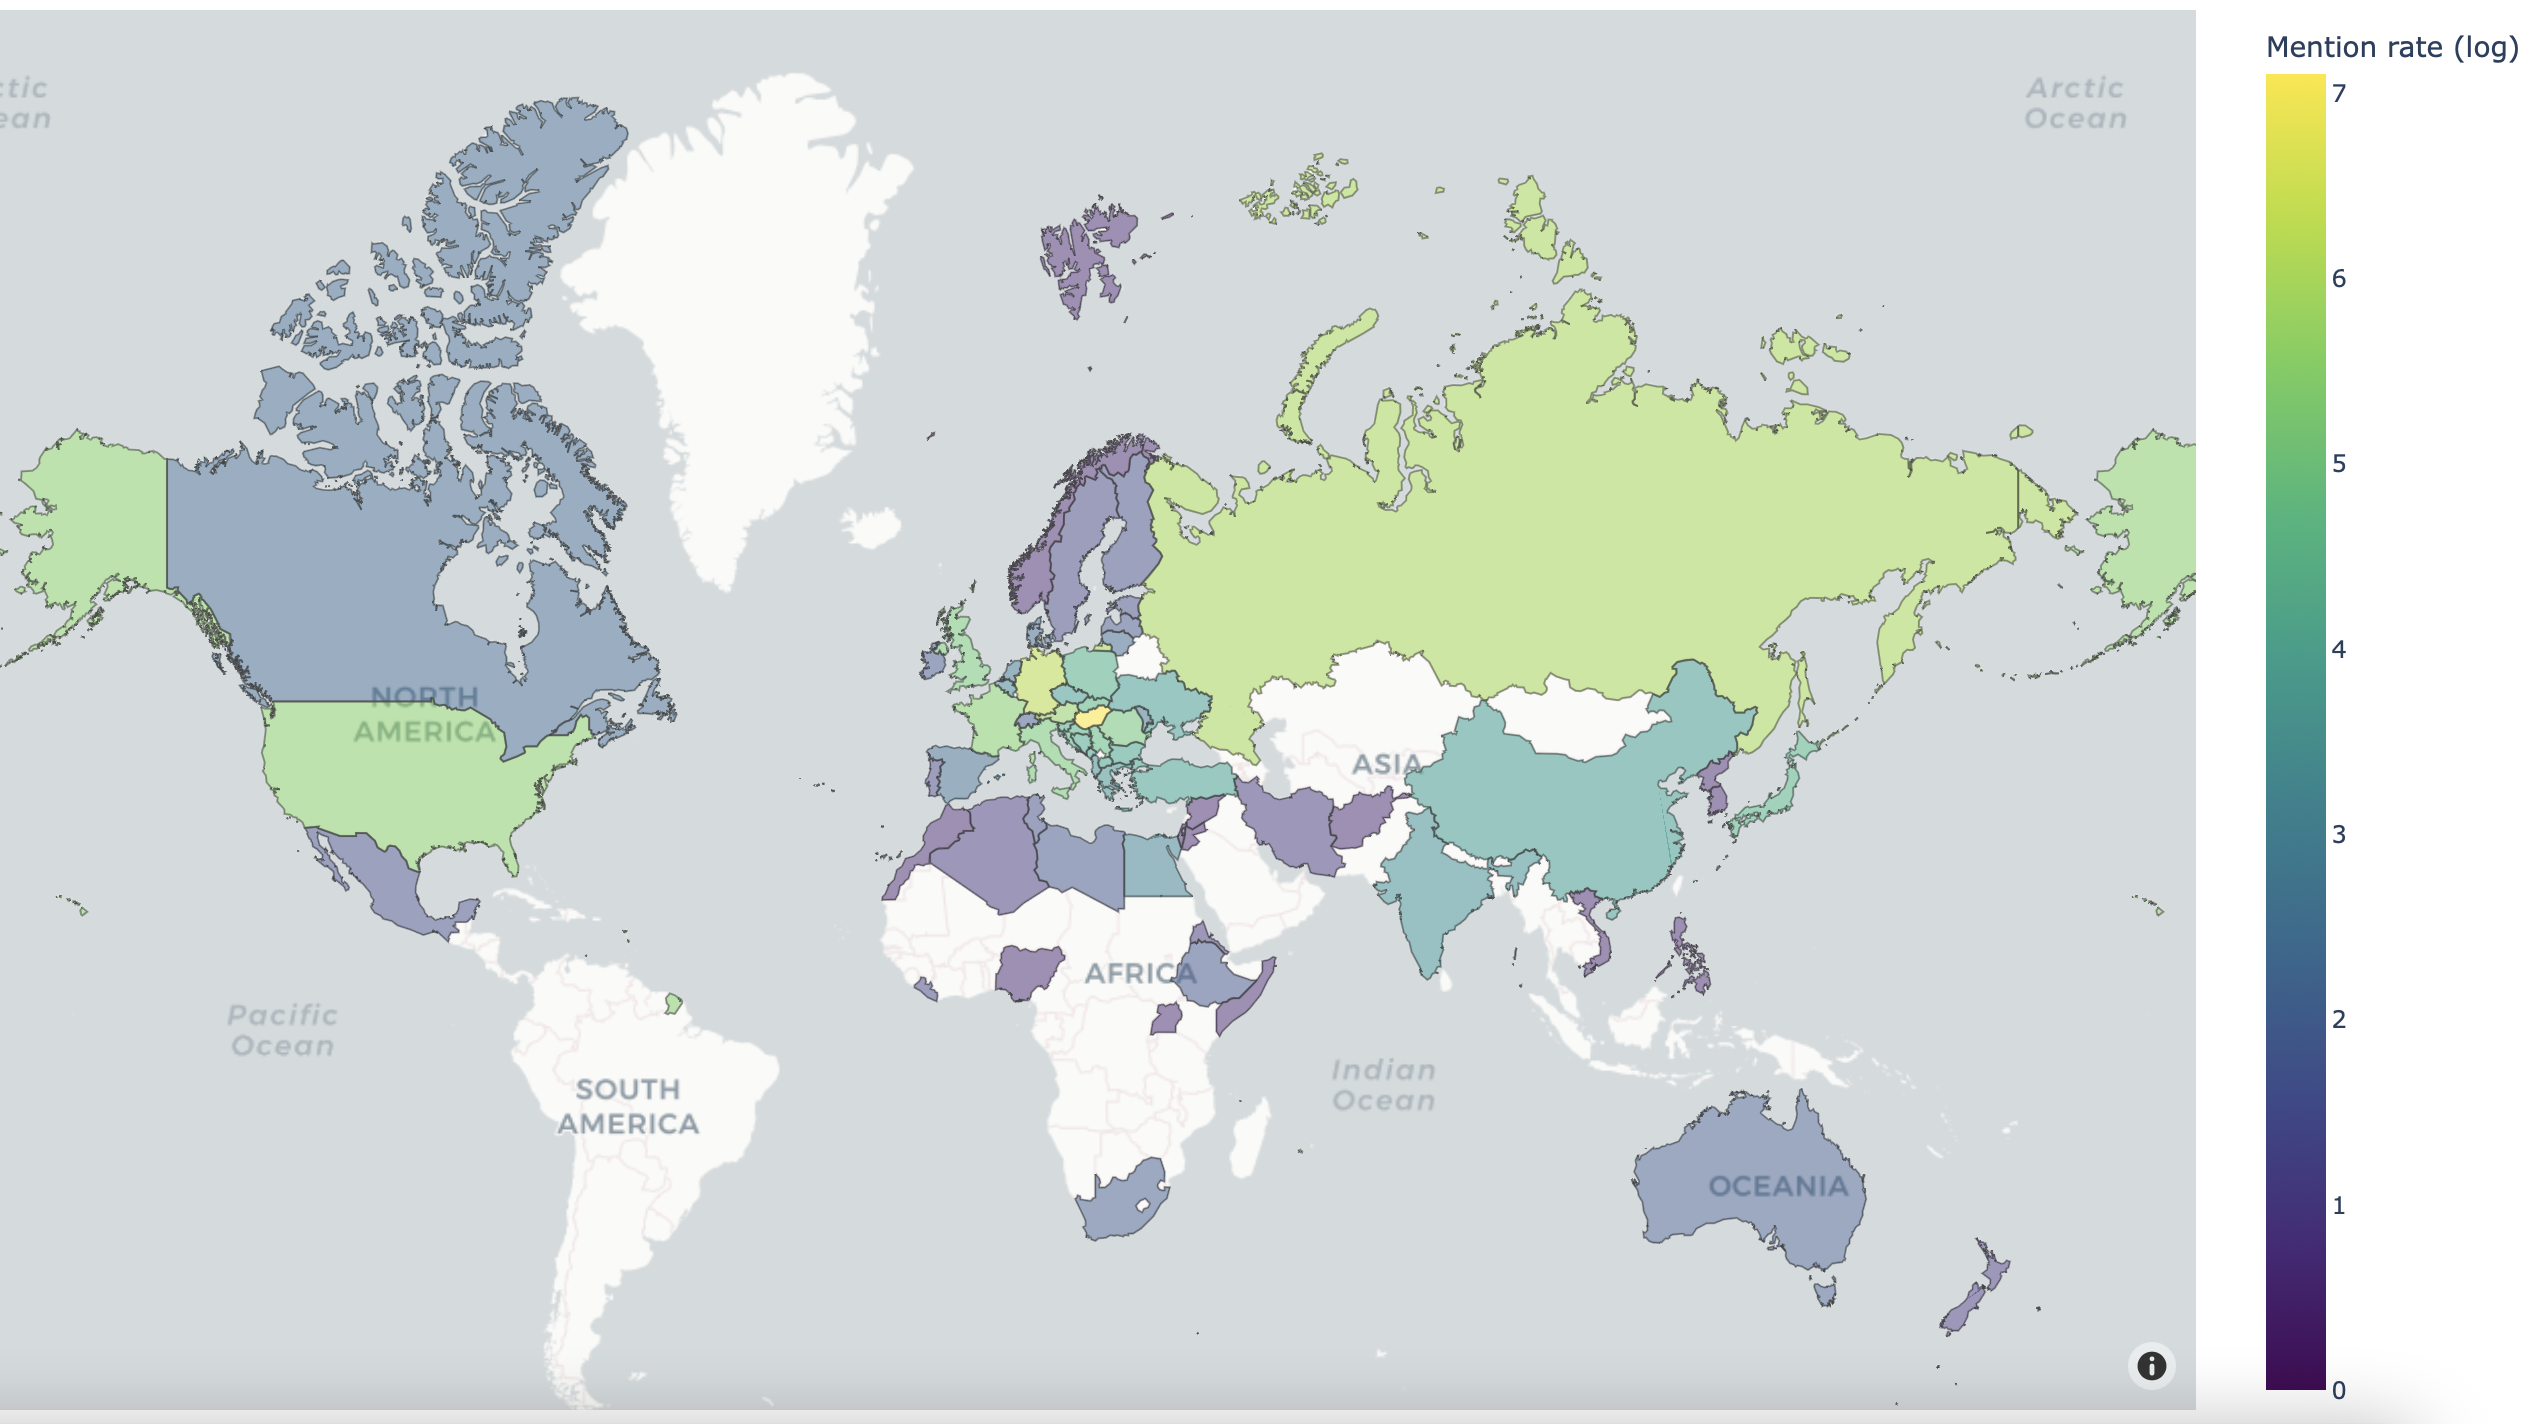 Mention rate (log)
7
6
5
4
3
2
1
0
ctic
ean
Arctic
Ocean
NORTH
AMERICA
ASIA
AFRICA
Pacific
Ocean
SOUTH
AMERICA
Indian
Ocean
OCEANIA
i